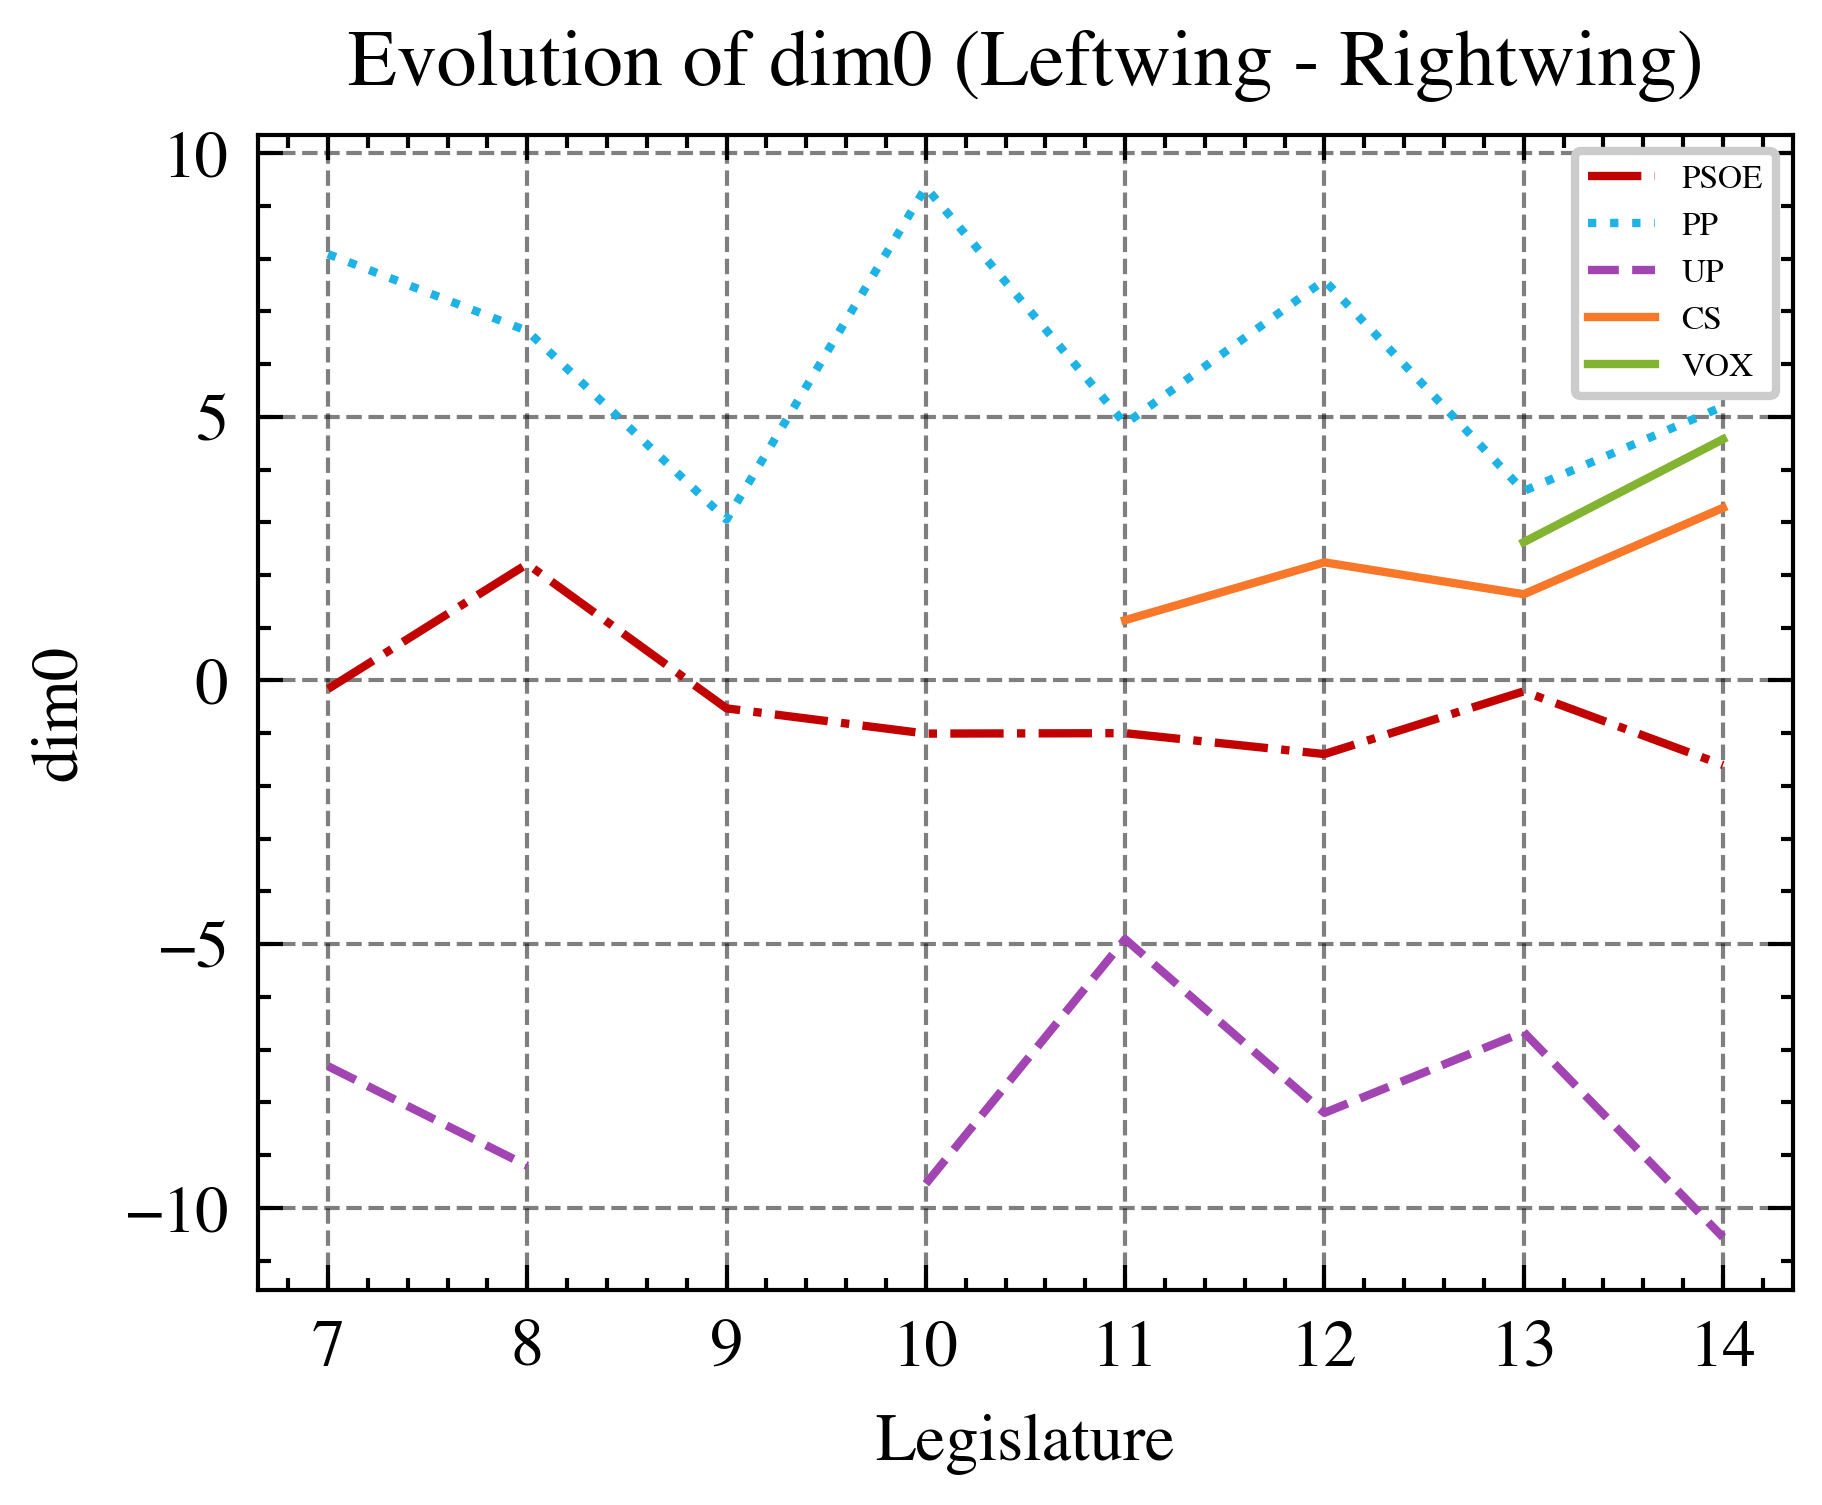 Evolution of dim0 (Leftwing - Rightwing)
10
5
0
−5
−10
dim0
PSOE
PP
UP
CS
VOX
7 8 9 10 11 12 13 14
Legislature